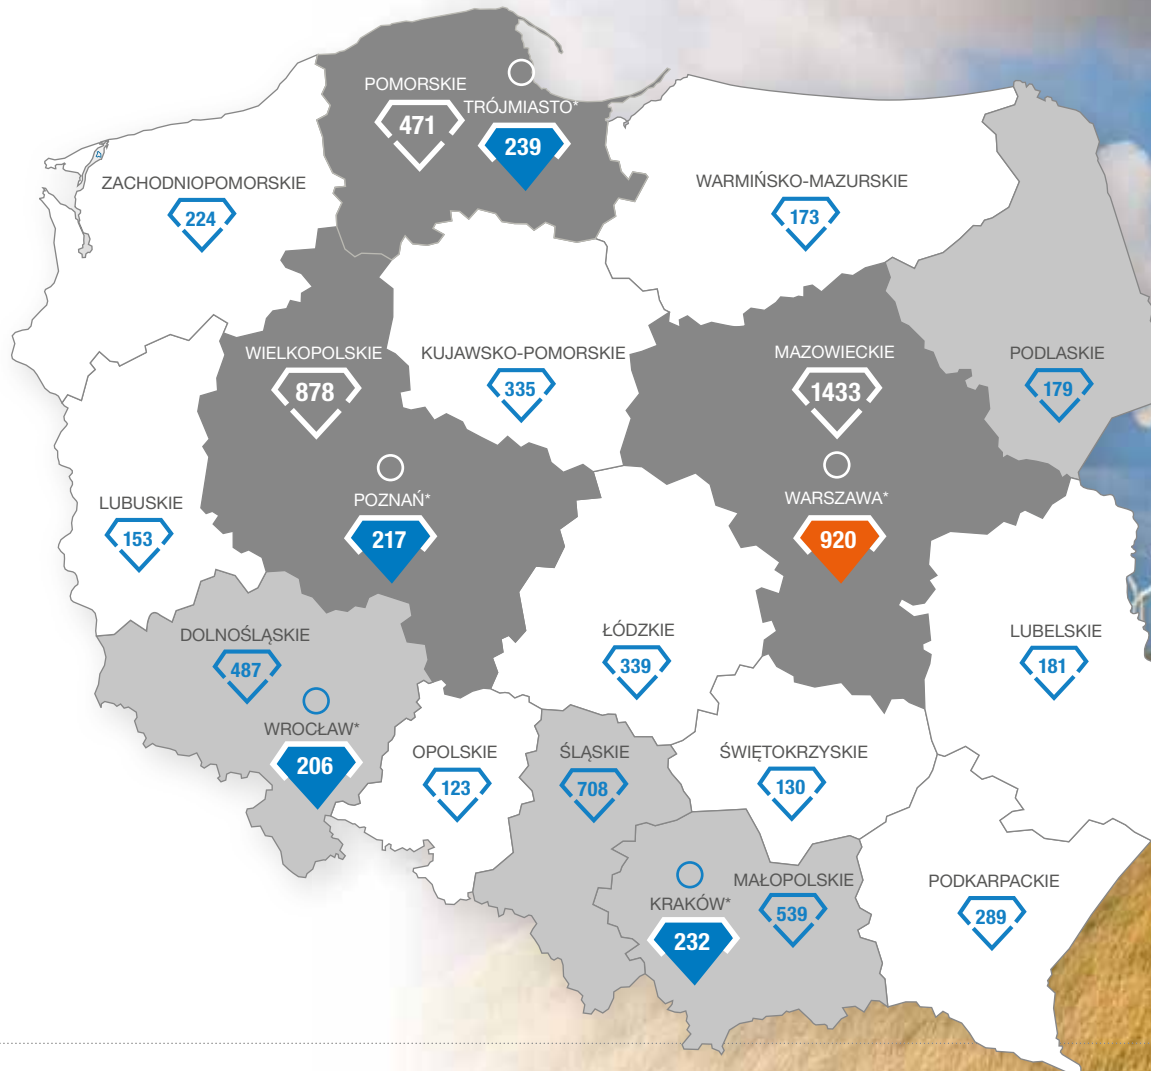 POMORSKIE
471
TRÓJMIASTO*
239
ZACHODNIOPOMORSKIE
224
WARMIŃSKO-MAZURSKIE
173
WIELKOPOLSKIE
878
KUJAWSKO-POMORSKIE
335
MAZOWIECKIE
1433
PODLASKIE
179
POZNAŃ*
217
WARSZAWA*
920
LUBUSKIE
153
DOLNOŚLĄSKIE
487
WROCŁAW*
206
ŁÓDZKIE
339
LUBELSKIE
181
OPOLSKIE
123
ŚLĄSKIE
708
ŚWIĘTOKRZYSKIE
130
KRAKÓW*
232
MAŁOPOLSKIE
539
PODKARPACKIE
289